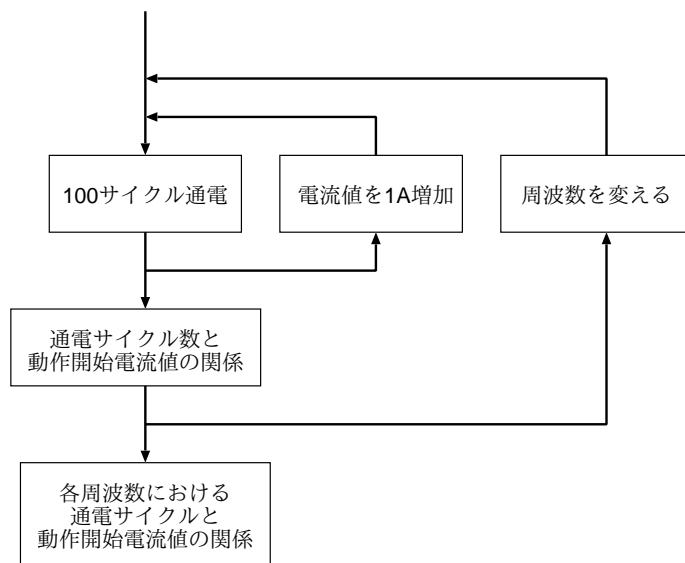 100サイクル通電
電流値を1A増加
周波数を変える
通電サイクル数と
動作開始電流値の関係
各周波数における
通電サイクルと
動作開始電流値の関係